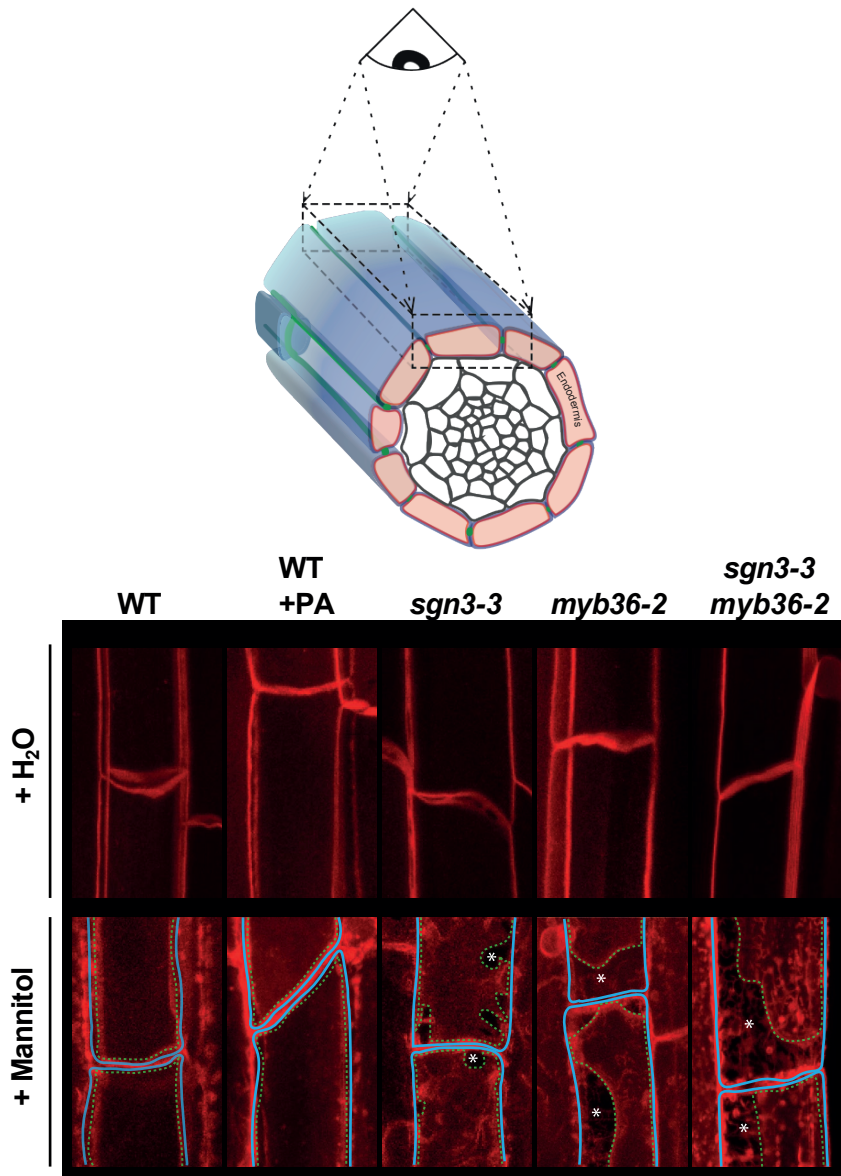 Endodermis
WT
WT
+PA
sgn3-3
myb36-2
sgn3-3
myb36-2
+ H₂O
+ Mannitol
*
*
*
*
*
*